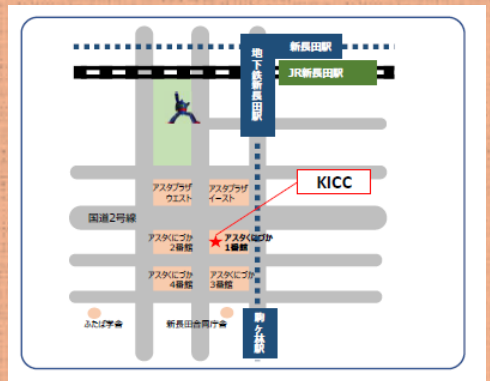 新長田駅
地下鉄新長田駅
JR新長田駅
KICC
アスタプラザ
ウエスト
アスタプラザ
イースト
国道2号線
アスタくにづか
2番館
アスタくにづか
1番館
アスタくにづか
4番館
アスタくにづか
3番館
ふたば学舎
新長田合同庁舎
駒ヶ林駅